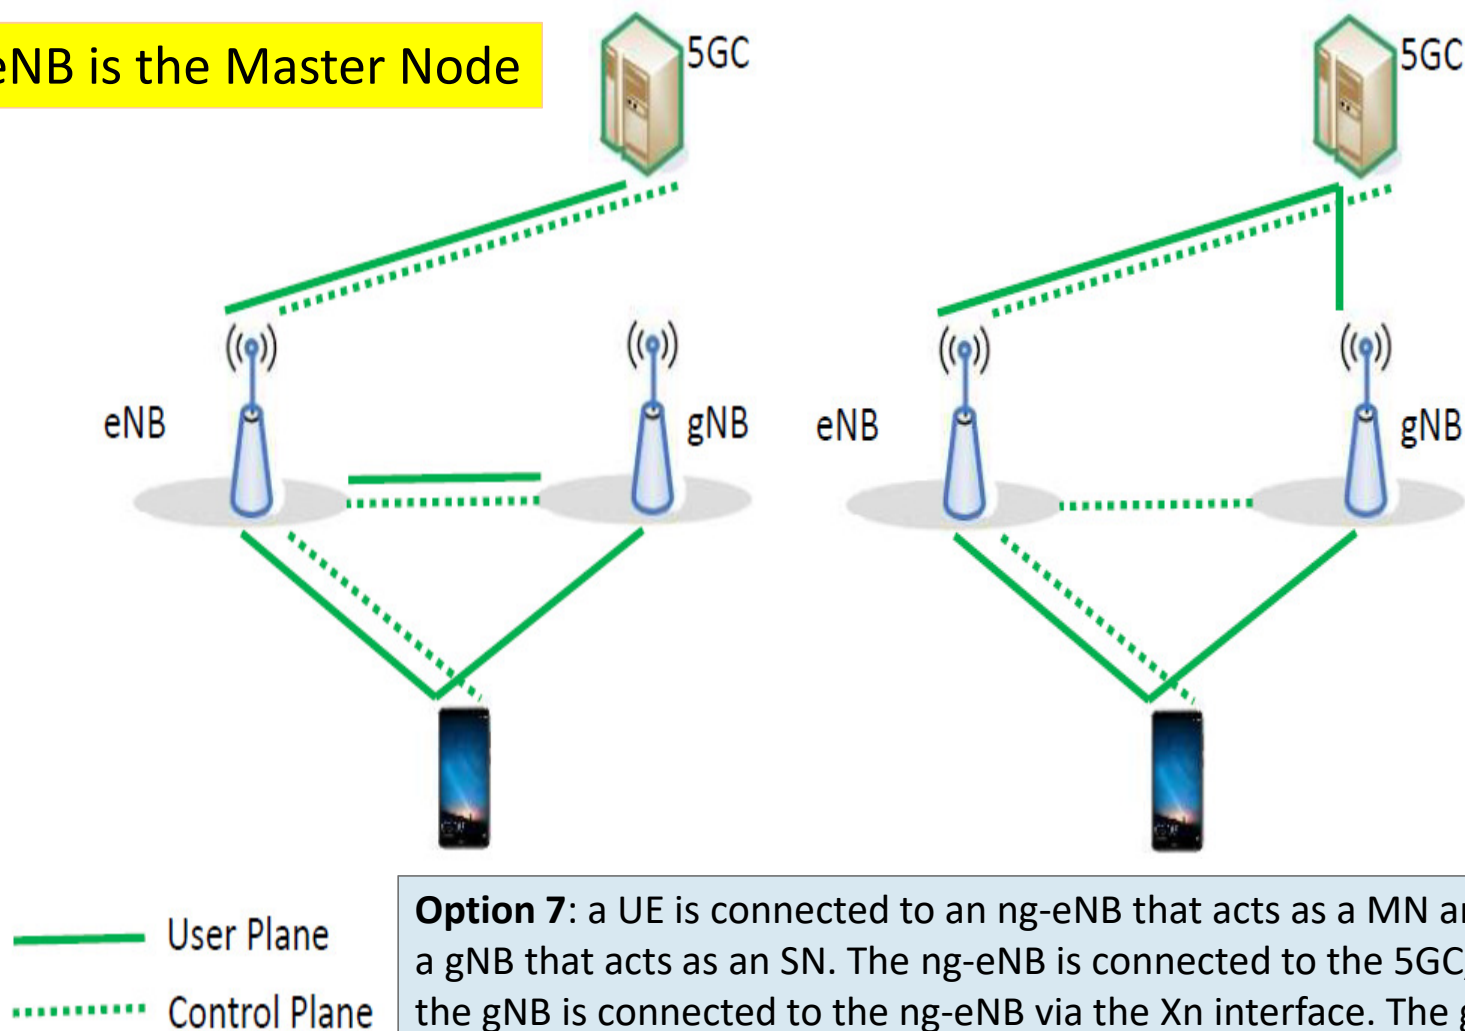 eNB is the Master Node
5GC
5GC
eNB
gNB
eNB
gNB
User Plane
Control Plane
Option 7: a UE is connected to an ng-eNB that acts as a MN an
a gNB that acts as an SN. The ng-eNB is connected to the 5GC,
the gNB is connected to the ng-eNB via the Xn interface. The g